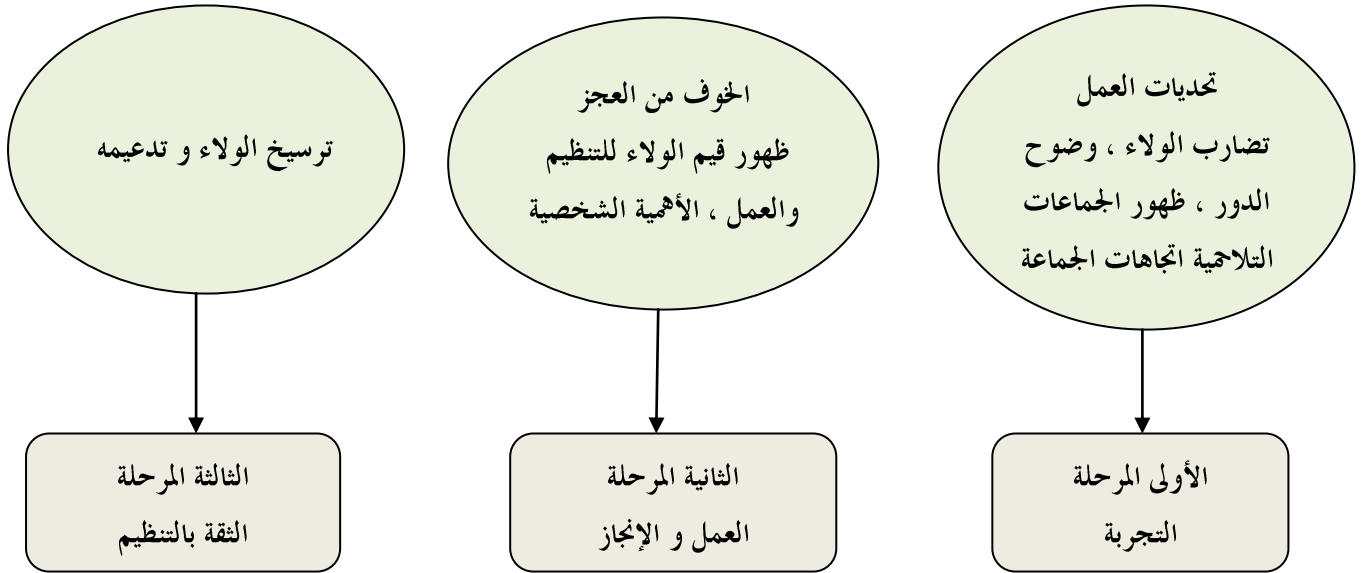 تحديات العمل
تضارب الولاء ، وضوح
الدور ، ظهور الجماعات
التلاحمية اتجاهات الجماعة
الخوف من العجز
ظهور قيم الولاء للتنظيم
والعمل ، الأهمية الشخصية
ترسيخ الولاء و تدعيمه
الأولى المرحلة
التجربة
الثانية المرحلة
العمل و الإنجاز
الثالثة المرحلة
الثقة بالتنظيم